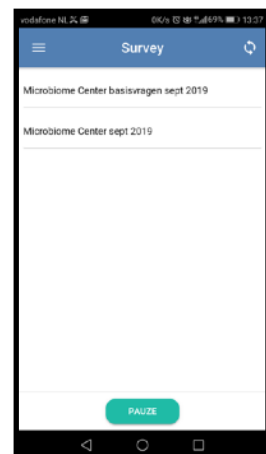 vodafone NL 0K/s 69% 13:37
Survey
Microbiome Center basisvragen sept 2019
Microbiome Center sept 2019
PAUZE